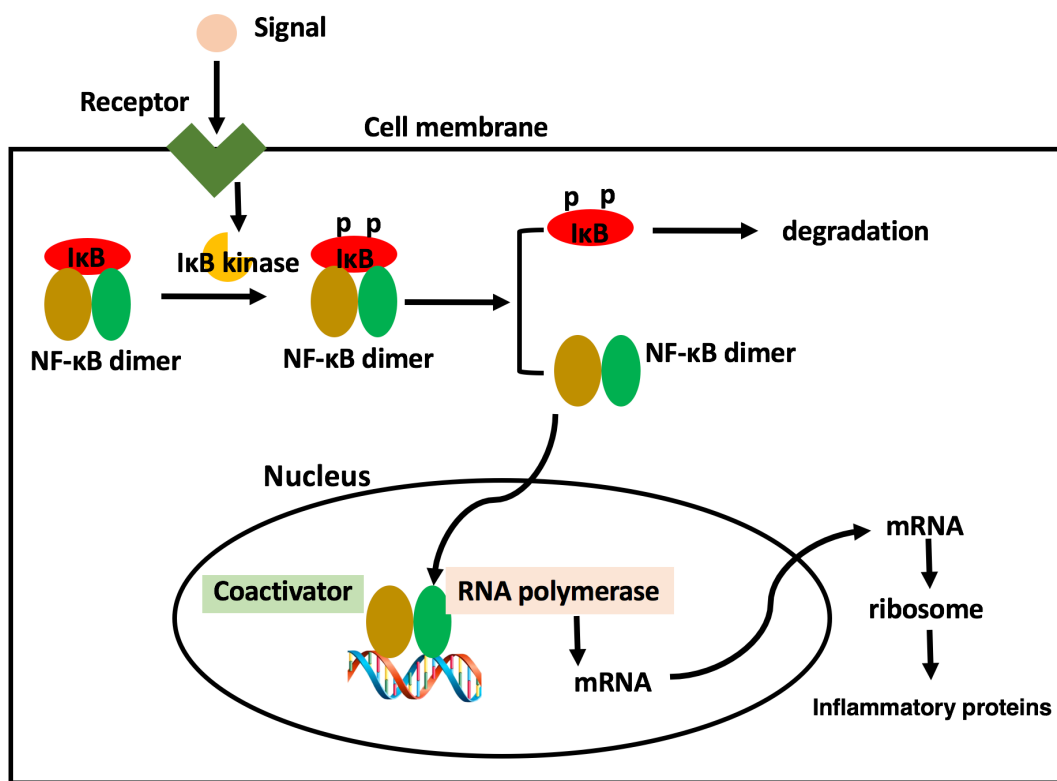 Signal
Receptor
Cell membrane
p p
IκB
degradation
IκB
IκB kinase
p p
IκB
NF-κB dimer
NF-κB dimer
NF-κB dimer
Nucleus
Coactivator
RNA polymerase
mRNA
mRNA
ribosome
Inflammatory proteins